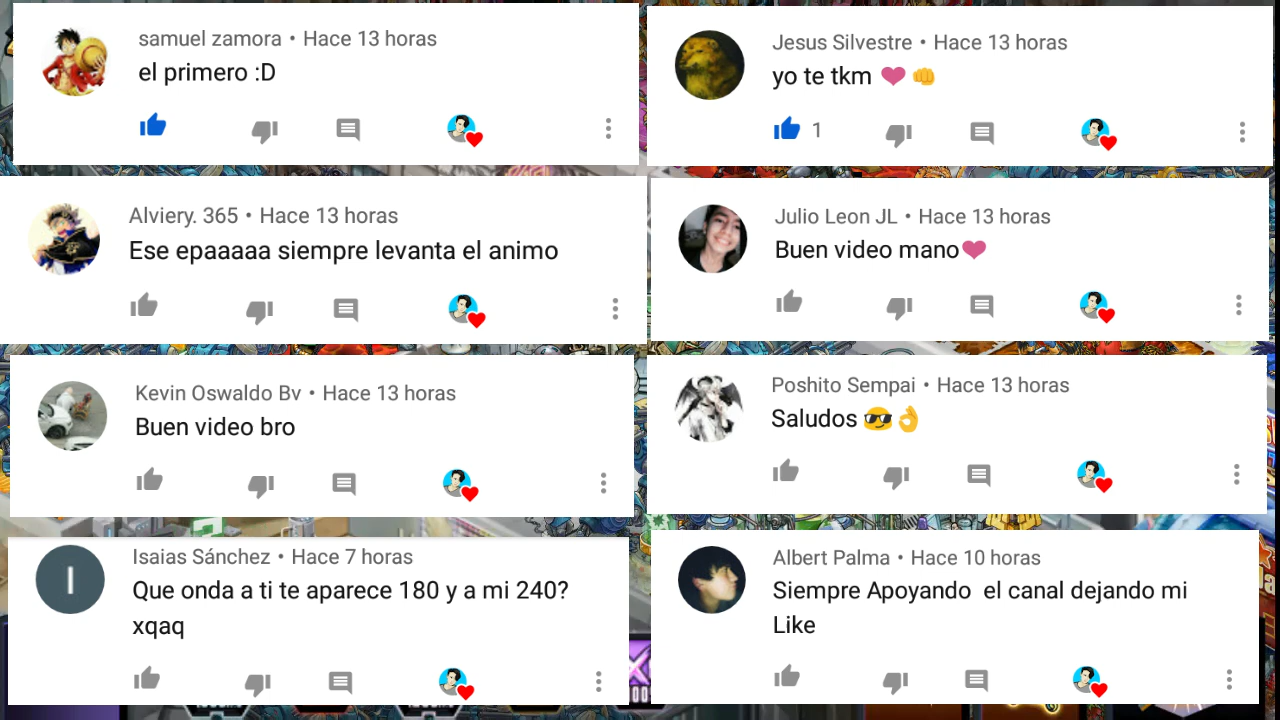 samuel zamora • Hace 13 horas
el primero :D
Jesus Silvestre • Hace 13 horas
yo te tkm ❤👊
1
Alviery. 365 • Hace 13 horas
Ese epaaaaa siempre levanta el animo
Julio Leon JL • Hace 13 horas
Buen video mano❤
Kevin Oswaldo Bv • Hace 13 horas
Buen video bro
Poshito Sempai • Hace 13 horas
Saludos 😎👌
I
Isaias Sánchez • Hace 7 horas
Que onda a ti te aparece 180 y a mi 240?
xqaq
Albert Palma • Hace 10 horas
Siempre Apoyando  el canal dejando mi
Like